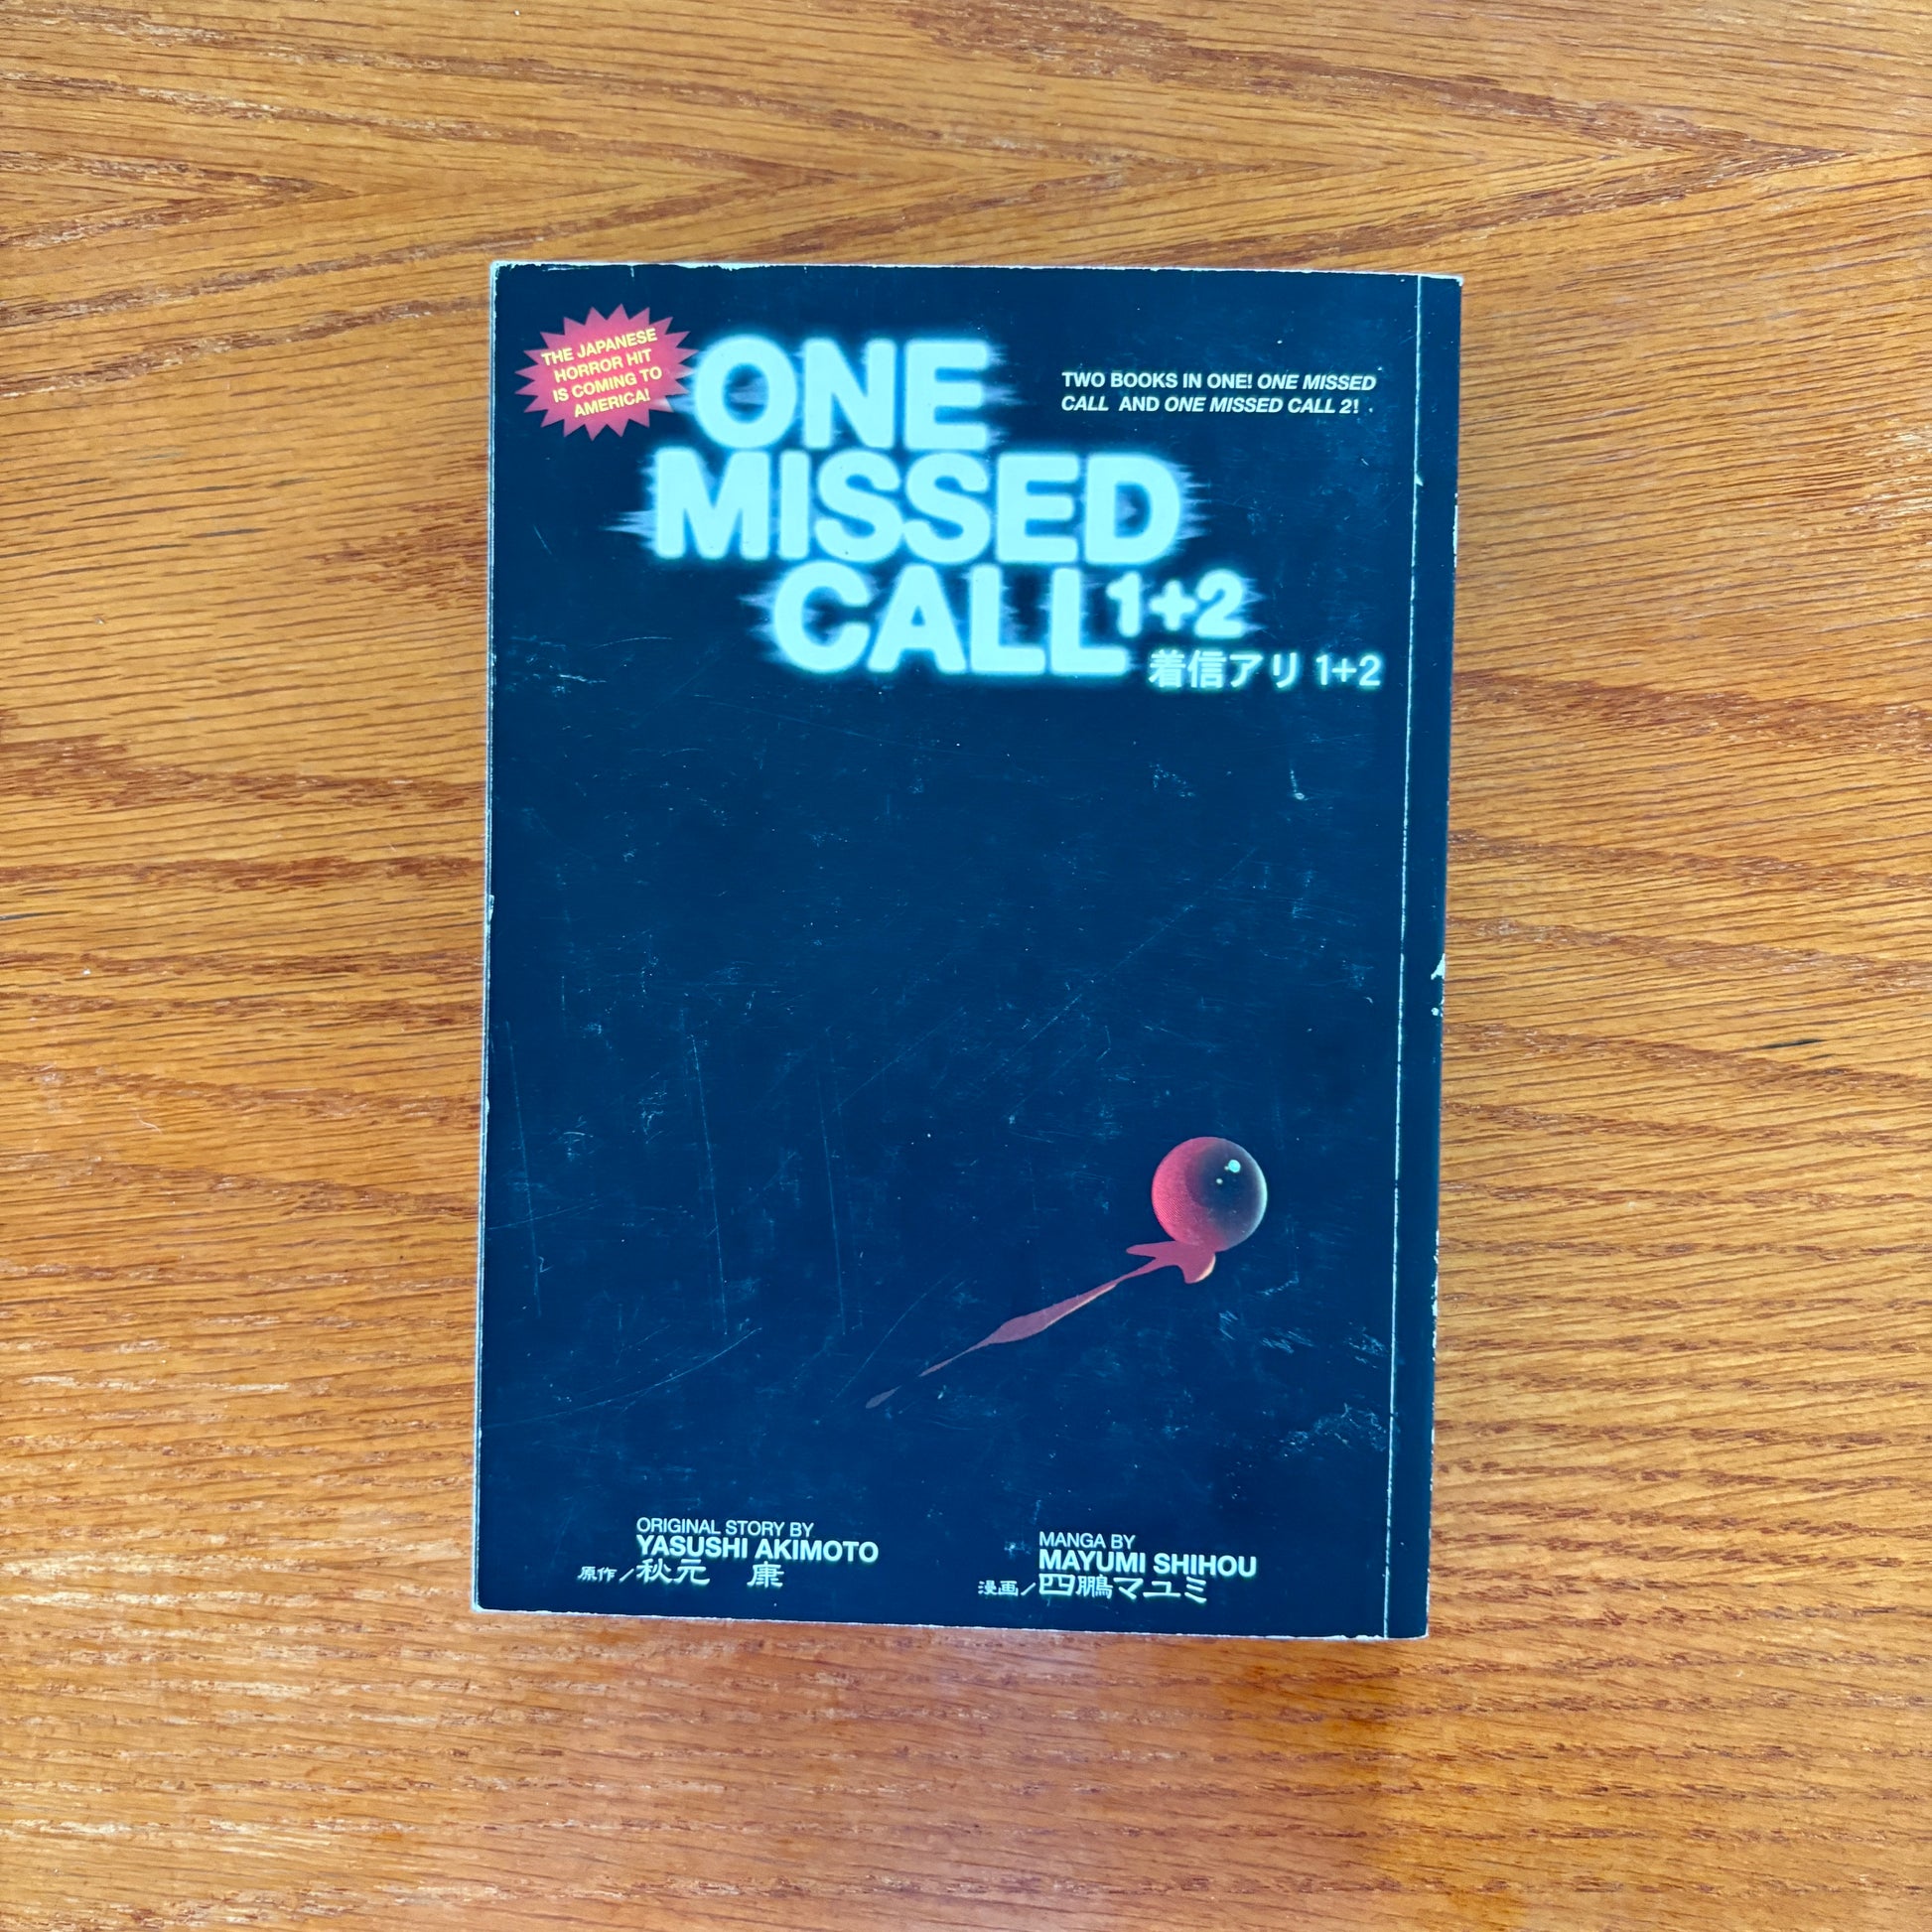 THE JAPANESE
HORROR HIT
IS COMING TO
AMERICA!
ONE
MISSED
CALL 1+2
着信アリ 1+2
TWO BOOKS IN ONE! ONE MISSED
CALL AND ONE MISSED CALL 2!
ORIGINAL STORY BY
YASUSHI AKIMOTO
原作/秋元 康
MANGA BY
MAYUMI SHIHOU
漫画/四鵬マユミ